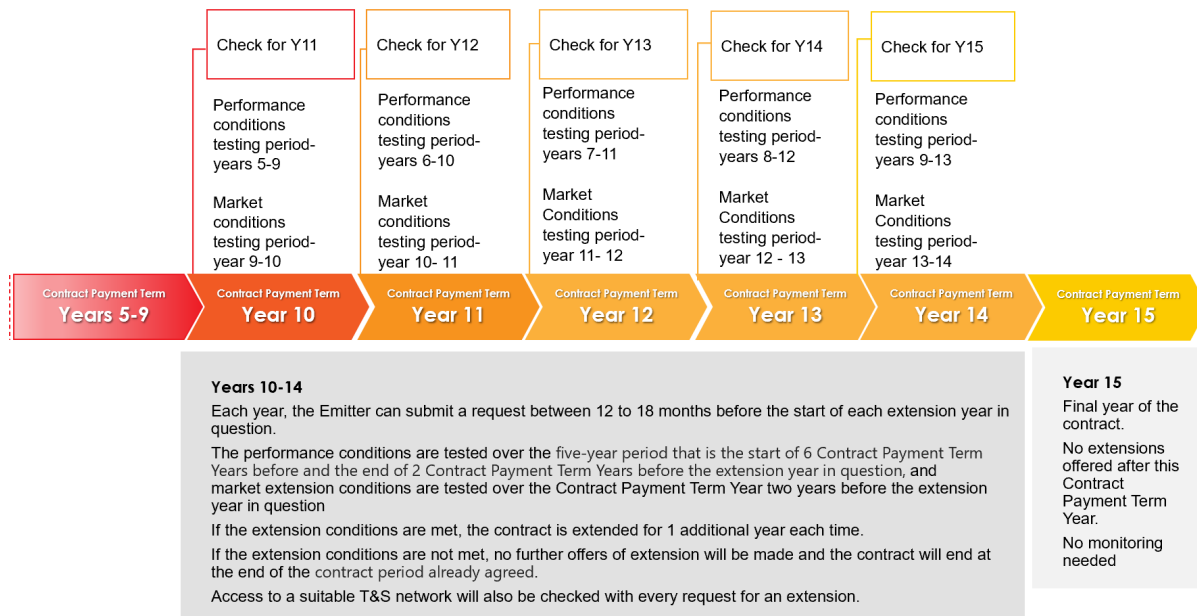 Check for Y11
Performance
conditions
testing period-
years 5-9
Market
conditions
testing period-
year 9-10
Check for Y12
Performance
conditions
testing period-
years 6-10
Market
conditions
testing period-
year 10- 11
Check for Y13
Performance
conditions
testing period-
years 7-11
Market
Conditions
testing period-
year 11- 12
Check for Y14
Performance
conditions
testing period-
years 8-12
Market
Conditions
testing period-
year 12 - 13
Check for Y15
Performance
conditions
testing period-
years 9-13
Market
Conditions
testing period-
year 13-14
Contract Payment Term
Years 5-9
Contract Payment Term
Year 10
Contract Payment Term
Year 11
Contract Payment Term
Year 12
Contract Payment Term
Year 13
Contract Payment Term
Year 14
Contract Payment Term
Year 15
Years 10-14
Each year, the Emitter can submit a request between 12 to 18 months before the start of each extension year in
question.
The performance conditions are tested over the five-year period that is the start of 6 Contract Payment Term
Years before and the end of 2 Contract Payment Term Years before the extension year in question, and
market extension conditions are tested over the Contract Payment Term Year two years before the extension
year in question
If the extension conditions are met, the contract is extended for 1 additional year each time.
If the extension conditions are not met, no further offers of extension will be made and the contract will end at
the end of the contract period already agreed.
Access to a suitable T&S network will also be checked with every request for an extension.
Year 15
Final year of the
contract.
No extensions
offered after this
Contract
Payment Term
Year.
No monitoring
needed